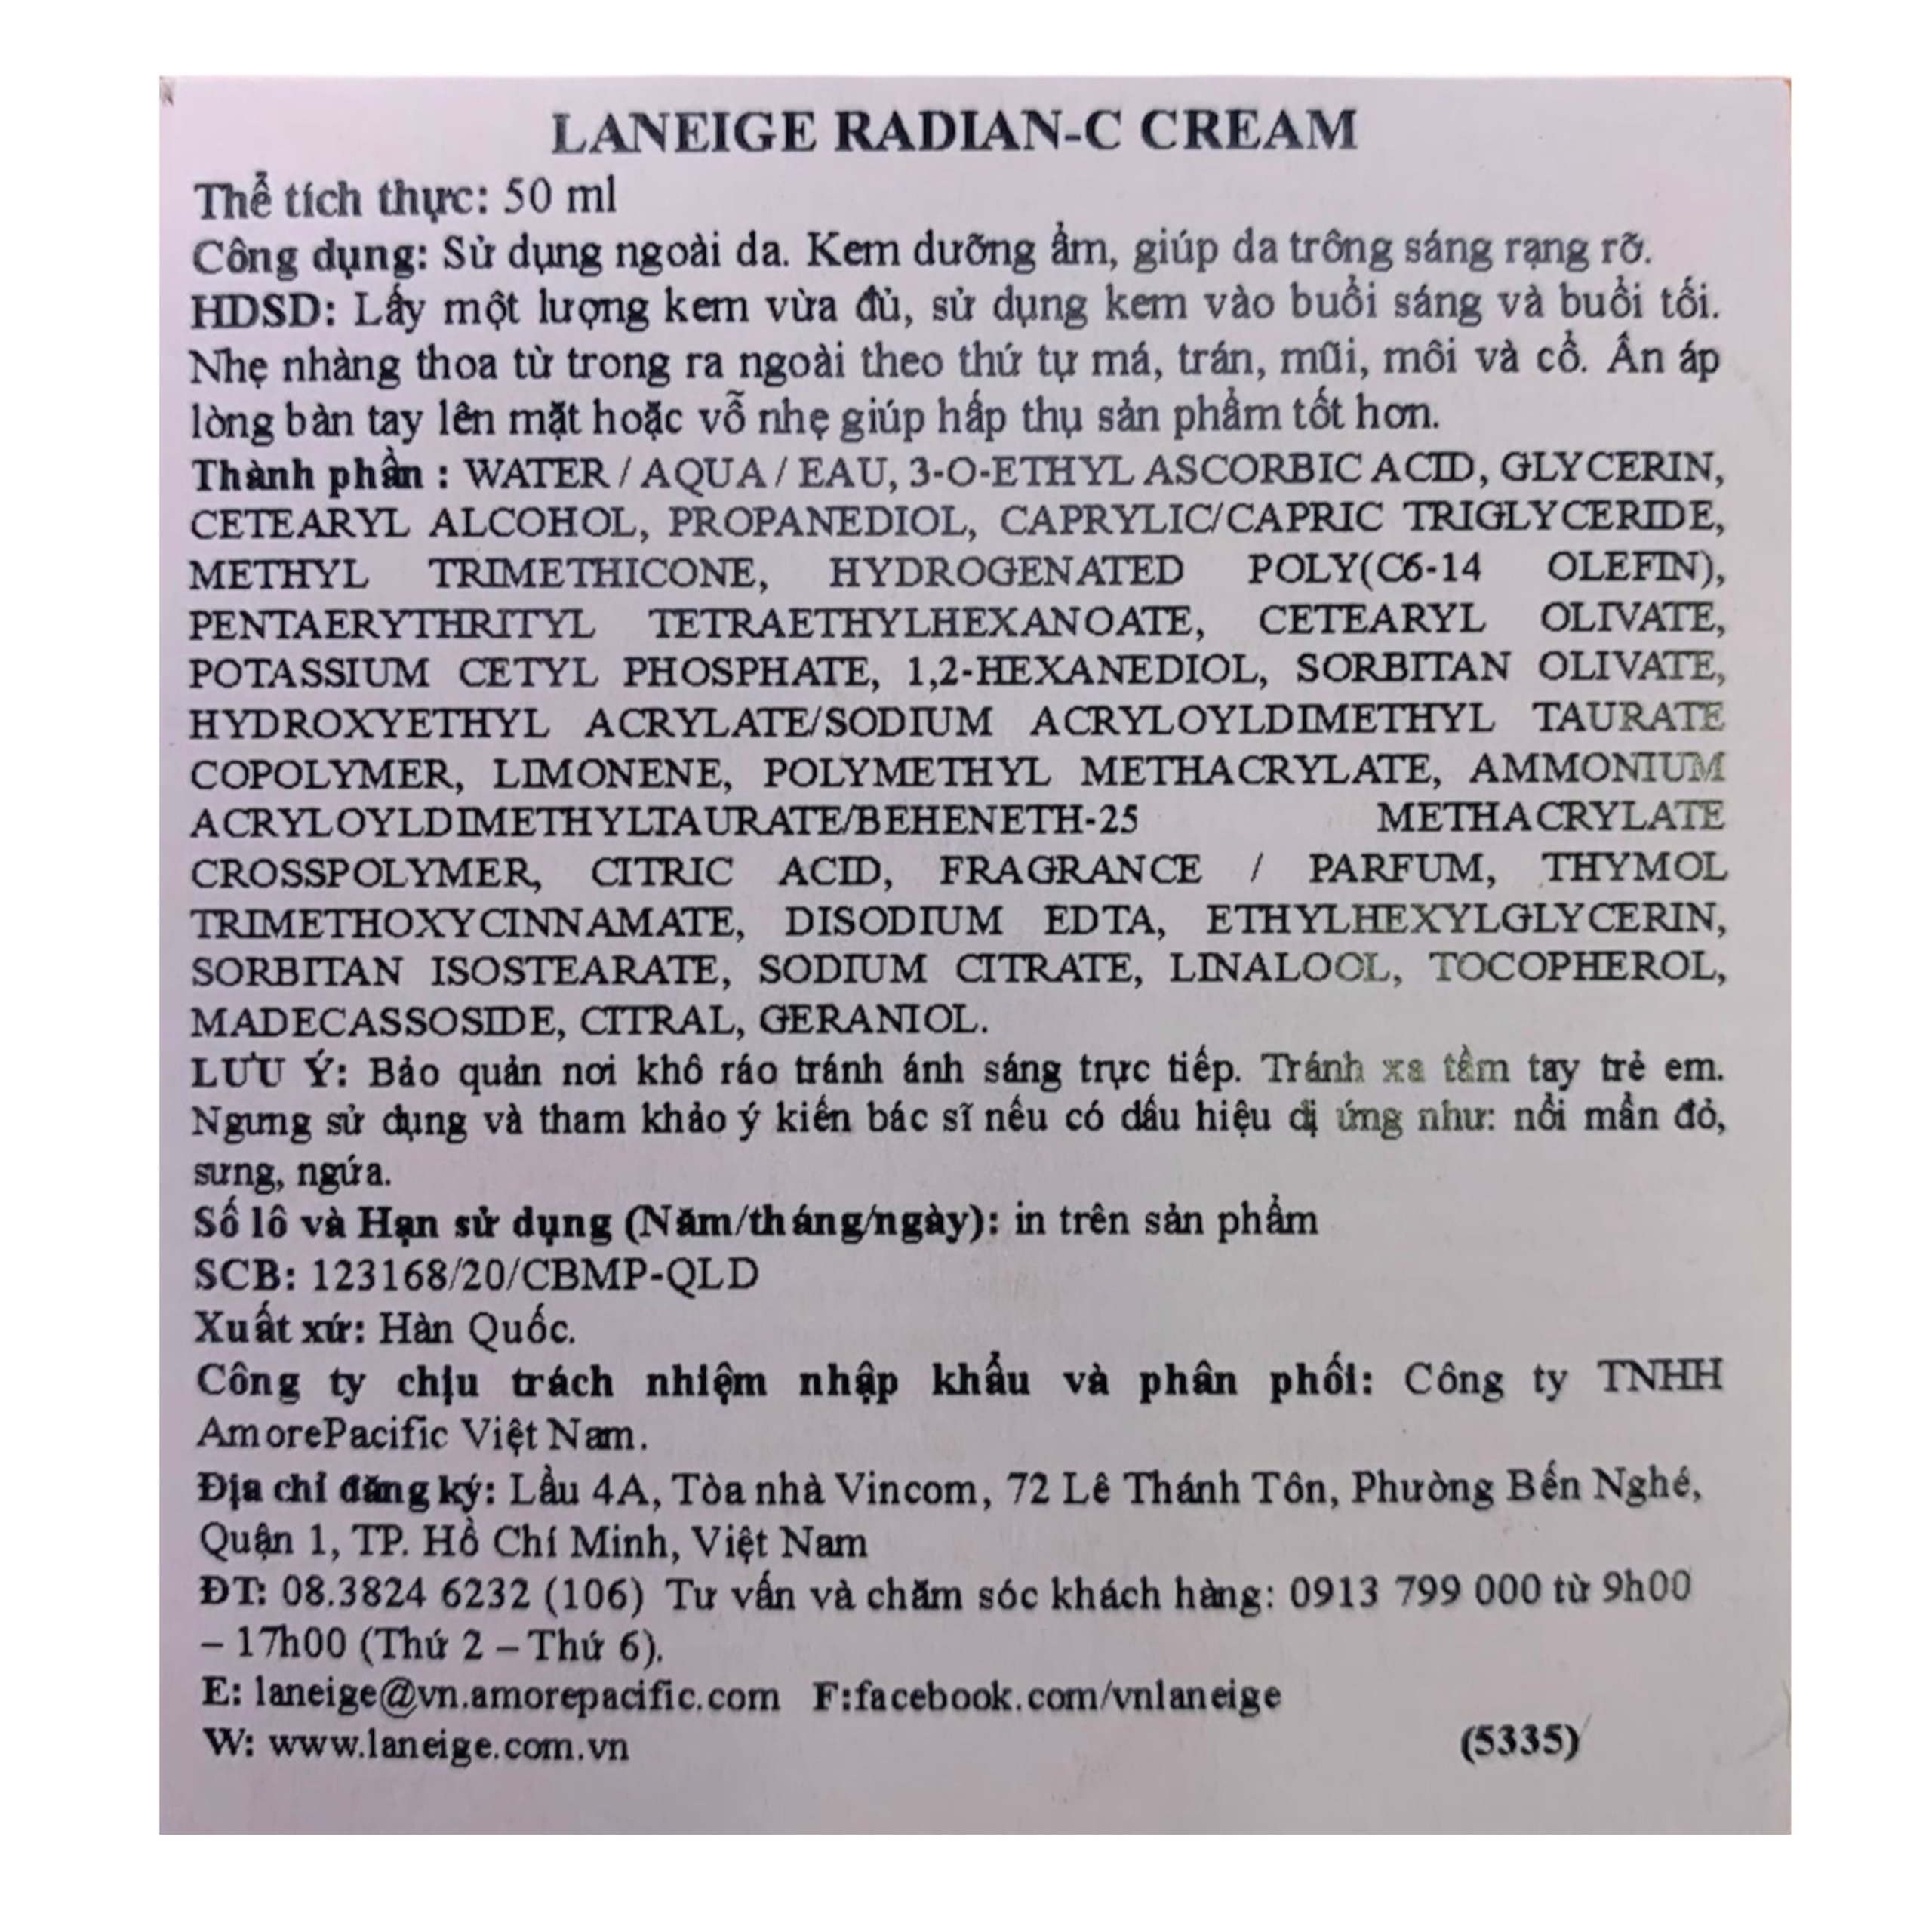 LANEIGE RADIAN-C CREAM
Thể tích thực: 50 ml
Công dụng: Sử dụng ngoài da. Kem dưỡng ẩm, giúp da trông sáng rạng rỡ.
HDSD: Lấy một lượng kem vừa đủ, sử dụng kem vào buổi sáng và buổi tối.
Nhẹ nhàng thoa từ trong ra ngoài theo thứ tự má, trán, mũi, môi và cổ. Ấn áp
lòng bàn tay lên mặt hoặc vỗ nhẹ giúp hấp thụ sản phẩm tốt hơn.
Thành phần : WATER / AQUA / EAU, 3-O-ETHYL ASCORBIC ACID, GLYCERIN,
CETEARYL ALCOHOL, PROPANEDIOL, CAPRYLIC/CAPRIC TRIGLYCERIDE,
METHYL TRIMETHICONE, HYDROGENATED POLY(C6-14 OLEFIN),
PENTAERYTHRITYL TETRAETHYLHEXANOATE, CETEARYL OLIVATE,
POTASSIUM CETYL PHOSPHATE, 1,2-HEXANEDIOL, SORBITAN OLIVATE,
HYDROXYETHYL ACRYLATE/SODIUM ACRYLOYLDIMETHYL TAURATE
COPOLYMER, LIMONENE, POLYMETHYL METHACRYLATE, AMMONIUM
ACRYLOYLDIMETHYLTAURATE/BEHENETH-25 METHACRYLATE
CROSSPOLYMER, CITRIC ACID, FRAGRANCE / PARFUM, THYMOL
TRIMETHOXYCINNAMATE, DISODIUM EDTA, ETHYLHEXYLGLYCERIN,
SORBITAN ISOSTEARATE, SODIUM CITRATE, LINALOOL, TOCOPHEROL,
MADECASSOSIDE, CITRAL, GERANIOL.
LƯU Ý: Bảo quản nơi khô ráo tránh ánh sáng trực tiếp. Tránh xa tầm tay trẻ em.
Ngưng sử dụng và tham khảo ý kiến bác sĩ nếu có dấu hiệu dị ứng như: nổi mẩn đỏ,
sưng, ngứa.
Số lô và Hạn sử dụng (Năm/tháng/ngày): in trên sản phẩm
SCB: 123168/20/CBMP-QLD
Xuất xứ: Hàn Quốc.
Công ty chịu trách nhiệm nhập khẩu và phân phối: Công ty TNHH
AmorePacific Việt Nam.
Địa chỉ đăng ký: Lầu 4A, Tòa nhà Vincom, 72 Lê Thánh Tôn, Phường Bến Nghé,
Quận 1, TP. Hồ Chí Minh, Việt Nam
ĐT: 08.3824 6232 (106) Tư vấn và chăm sóc khách hàng: 0913 799 000 từ 9h00
– 17h00 (Thứ 2 – Thứ 6).
E: laneige@vn.amorepacific.com F:facebook.com/vnlaneige
W: www.laneige.com.vn (5335)